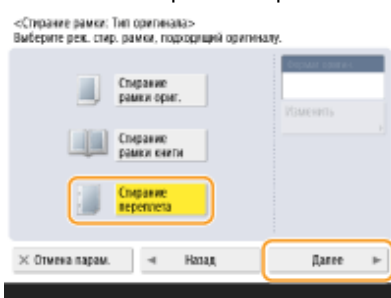 <Стирание рамки: Тип оригинала>
Выберите реж. стир. рамки, подходящий оригиналу.
Стирание
рамки ориг.
Изменить
Стирание
рамки книги
Стирание
переплета
× Отмена парам.
◄ Назад
Далее ►